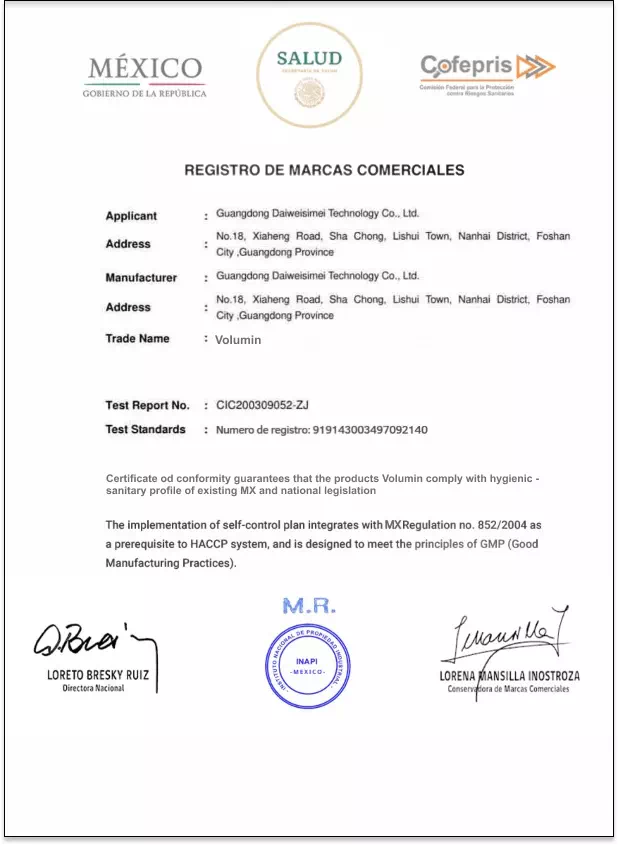 MÉXICO
GOBIERNO DE LA REPÚBLICA
SALUD
SECRETARÍA DE SALUD
Cofepris
Comisión Federal para la Protección
contra Riesgos Sanitarios
REGISTRO DE MARCAS COMERCIALES
Applicant : Guangdong Daiweisimei Technology Co., Ltd.
Address : No.18, Xiaheng Road, Sha Chong, Lishui Town, Nanhai District, Foshan
City ,Guangdong Province
Manufacturer : Guangdong Daiweisimei Technology Co., Ltd.
Address : No.18, Xiaheng Road, Sha Chong, Lishui Town, Nanhai District, Foshan
City ,Guangdong Province
Trade Name : Volumin
Test Report No. : CIC200309052-ZJ
Test Standards : Numero de registro: 919143003497092140
Certificate od conformity guarantees that the products Volumin comply with hygienic -
sanitary profile of existing MX and national legislation
The implementation of self-control plan integrates with MXRegulation no. 852/2004 as
a prerequisite to HACCP system, and is designed to meet the principles of GMP (Good
Manufacturing Practices).
M.R.
INSTITUTO NACIONAL DE PROPIEDAD INDUSTRIAL
INAPI
-MEXICO-
LORETO BRESKY RUIZ
Directora Nacional
LORENA MANSILLA INOSTROZA
Conservadora de Marcas Comerciales